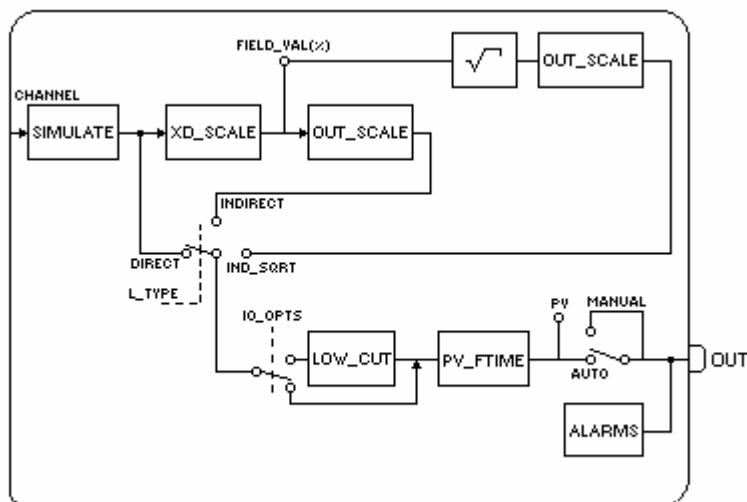 FIELD_VAL(%)
√
OUT_SCALE
CHANNEL
SIMULATE
XD_SCALE
OUT_SCALE
INDIRECT
DIRECT
IND_SQRT
L_TYPE
IO_OPTS
PV
MANUAL
LOW_CUT
PV_FTIME
AUTO
OUT
ALARMS